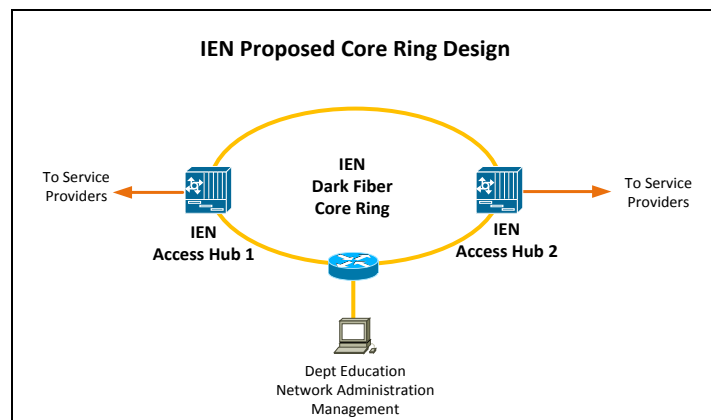 IEN Proposed Core Ring Design
To Service
Providers
IEN
Dark Fiber
Core Ring
To Service
Providers
IEN
Access Hub 1
IEN
Access Hub 2
Dept Education
Network Administration
Management